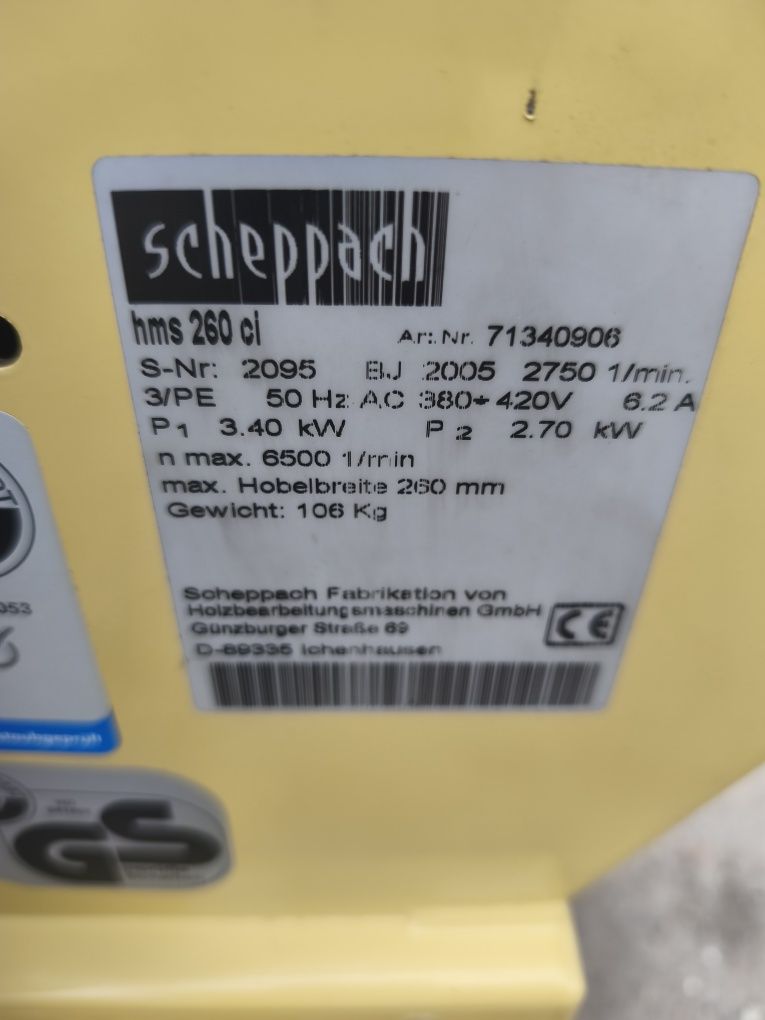 scheppach
hms 260 ci Art.Nr. 71340906
S-Nr: 2095 BJ 2005 2750 1/min.
3/PE 50 Hz AC 380÷420V 6.2 A
P1 3.40 kW P2 2.70 kW
n max. 6500 1/min
max. Hobelbreite 260 mm
Gewicht: 106 Kg
Scheppach Fabrikation von
Holzbearbeitungsmaschinen GmbH
Günzburger Straße 69
D-89335 Ichenhausen
CE
053
staubgeprüft
GS